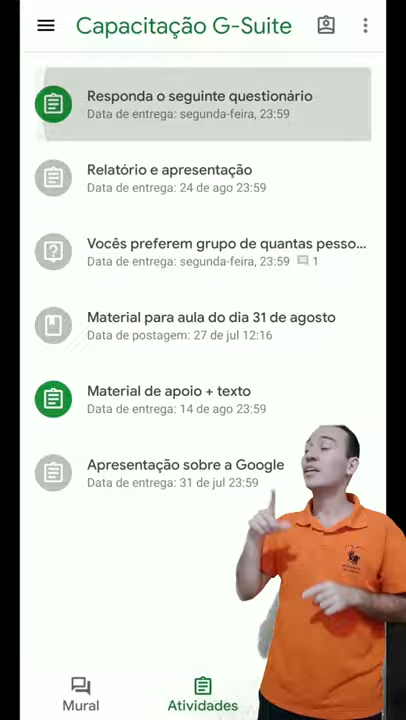 Capacitação G-Suite
Responda o seguinte questionário
Data de entrega: segunda-feira, 23:59
Relatório e apresentação
Data de entrega: 24 de ago 23:59
Vocês preferem grupo de quantas pesso...
Data de entrega: segunda-feira, 23:59 1
Material para aula do dia 31 de agosto
Data de postagem: 27 de jul 12:16
Material de apoio + texto
Data de entrega: 14 de ago 23:59
Apresentação sobre a Google
Data de entrega: 31 de jul 23:59
Mural
Atividades